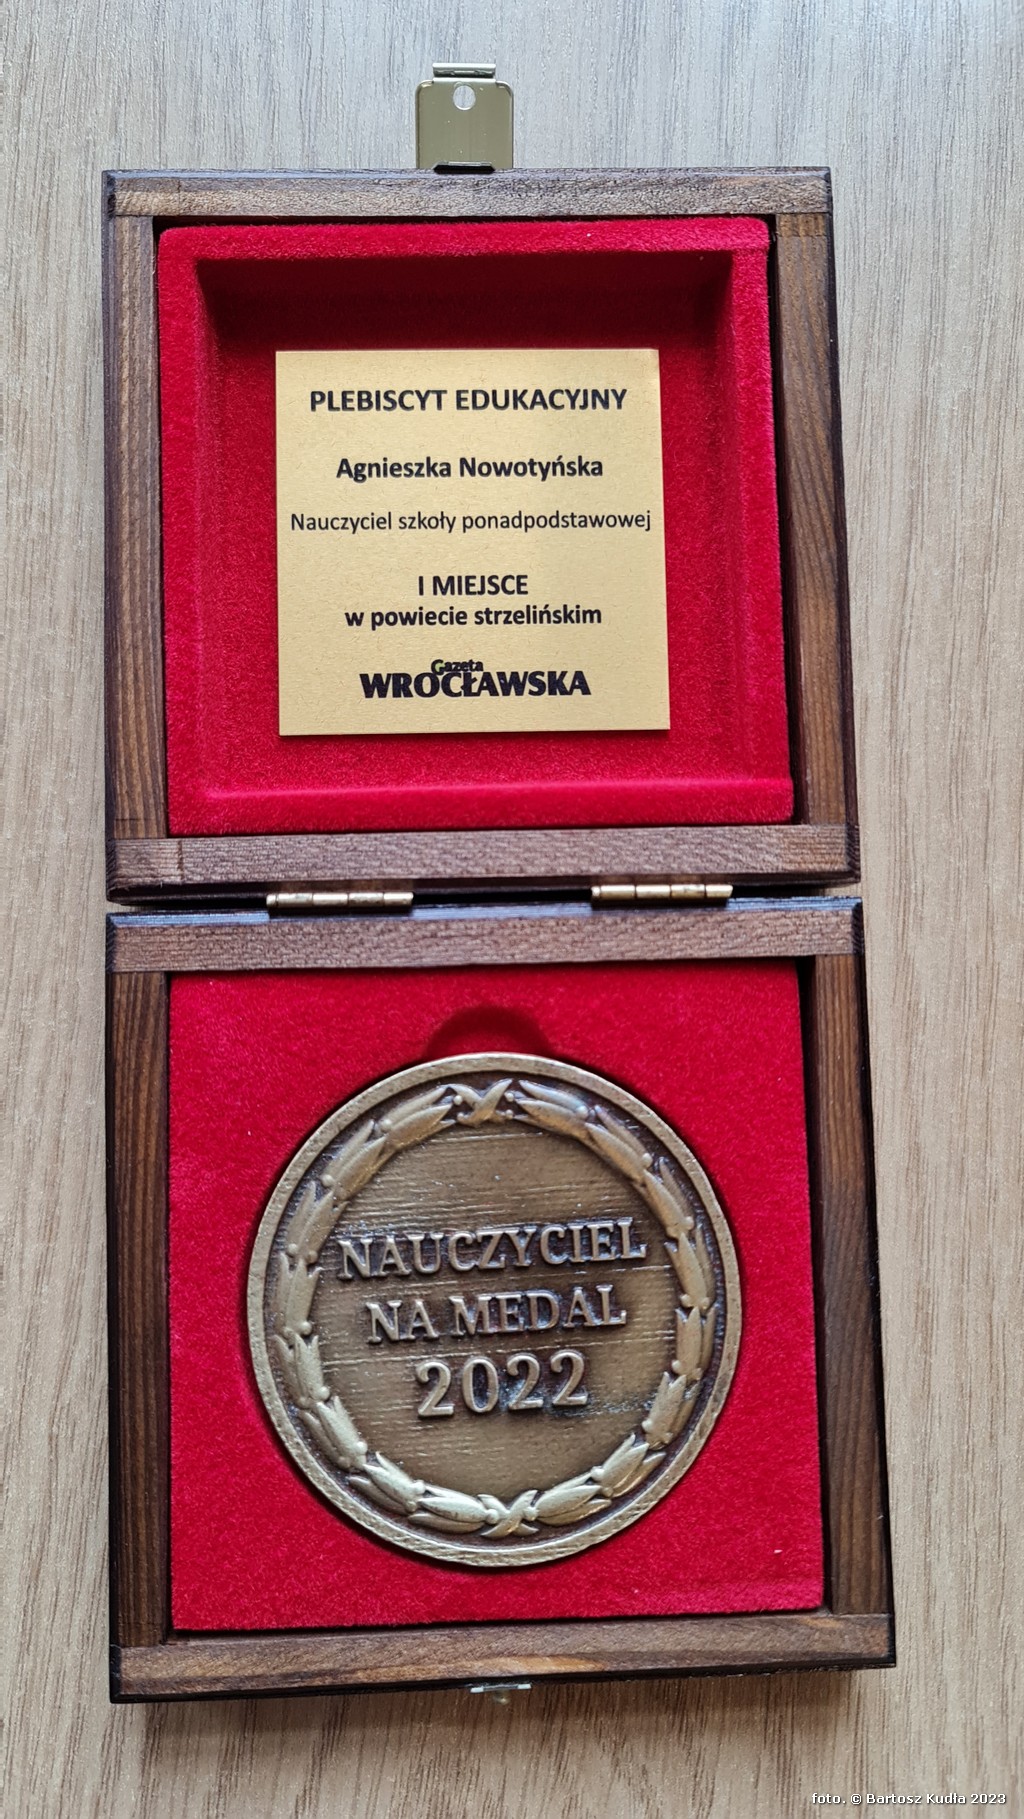 PLEBISCYT EDUKACYJNY
Agnieszka Nowotyńska
Nauczyciel szkoły ponadpodstawowej
I MIEJSCE
w powiecie strzelińskim
Gazeta
WROCŁAWSKA
NAUCZYCIEL
NA MEDAL
2022
foto. © Bartosz Kudła 2023